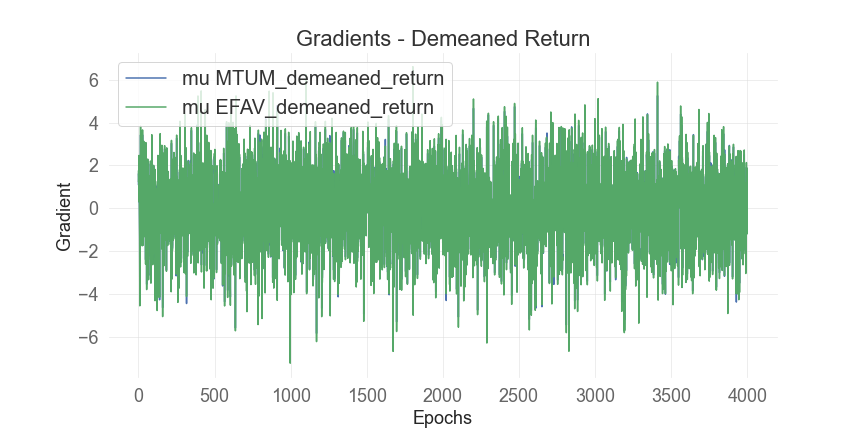 Gradients - Demeaned Return
mu MTUM_demeaned_return
mu EFAV_demeaned_return
6
4
2
0
−2
−4
−6
Gradient
0 500 1000 1500 2000 2500 3000 3500 4000
Epochs